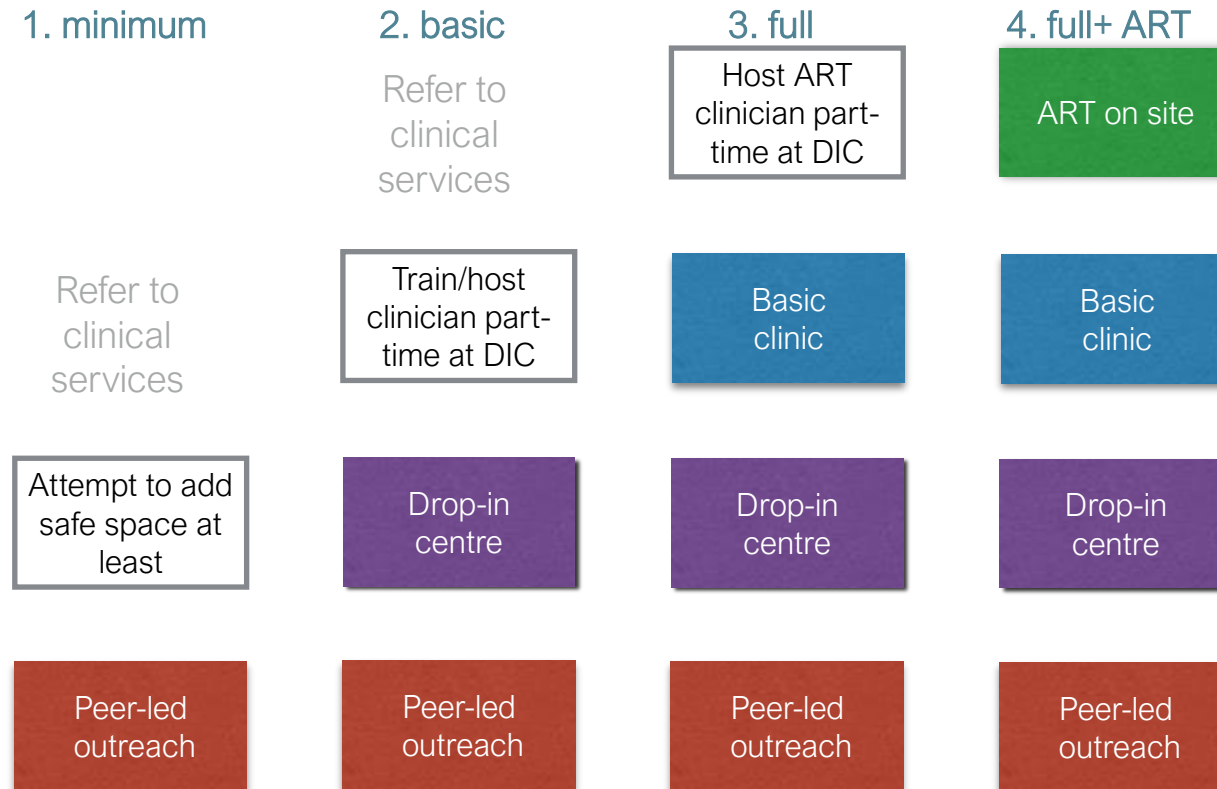 1. minimum
2. basic
3. full
4. full+ ART
Refer to
clinical
services
Host ART
clinician part-
time at DIC
ART on site
Refer to
clinical
services
Train/host
clinician part-
time at DIC
Basic
clinic
Basic
clinic
Attempt to add
safe space at
least
Drop-in
centre
Drop-in
centre
Drop-in
centre
Peer-led
outreach
Peer-led
outreach
Peer-led
outreach
Peer-led
outreach